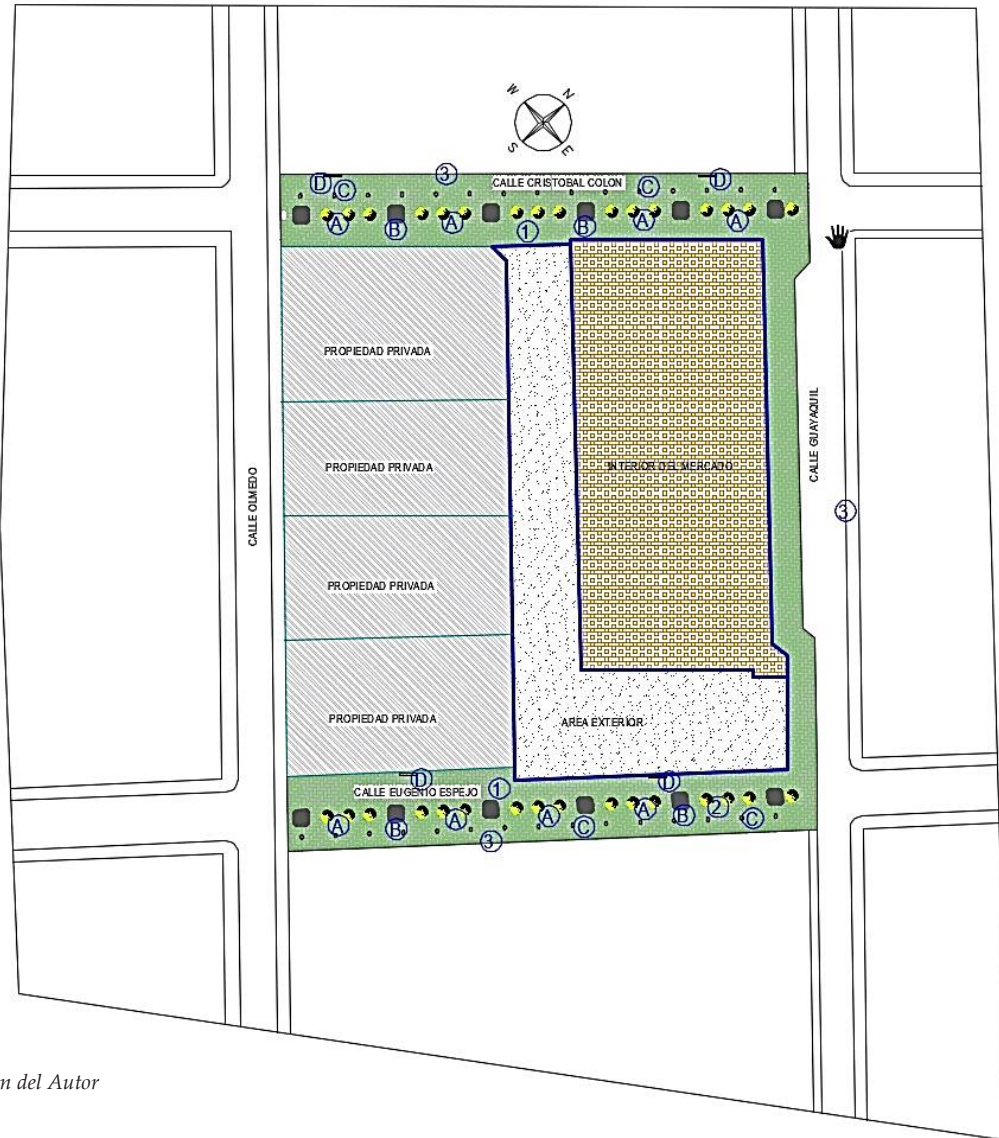 W
N
S
E
D
C
3
CALLE CRISTOBAL COLON
C
D
A
B
A
1
B
A
A
PROPIEDAD PRIVADA
CALLE GUAYAQUIL
PROPIEDAD PRIVADA
INTERIOR DEL MERCADO
CALLE OLMEDO
3
PROPIEDAD PRIVADA
PROPIEDAD PRIVADA
AREA EXTERIOR
D
D
CALLE EUGENIO ESPEJO
1
A
B
A
A
C
A
B
2
C
3
n del Autor